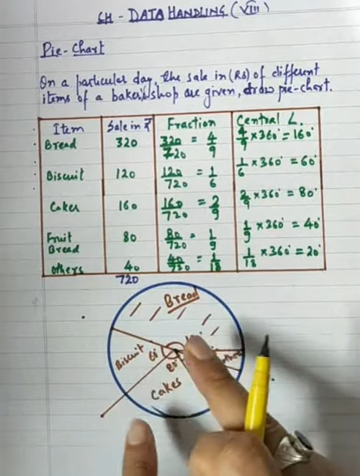 CH - DATA HANDLING (VIII)
Pie-Chart
On a particular day, the sale in (Rs) of different
items of a baker's shop are given, draw pie-chart.
Item Sale in ₹ Fraction Central ∠.
Bread 320 320/720 = 4/9 4/9 × 360° = 160°
Biscuit 120 120/720 = 1/6 1/6 × 360° = 60°
Cakes 160 160/720 = 2/9 2/9 × 360° = 80°
Fruit Bread 80 80/720 = 1/9 1/9 × 360° = 40°
Others 40 40/720 = 1/18 1/18 × 360° = 20°
720
Bread
Biscuit 60°
80°
Cakes